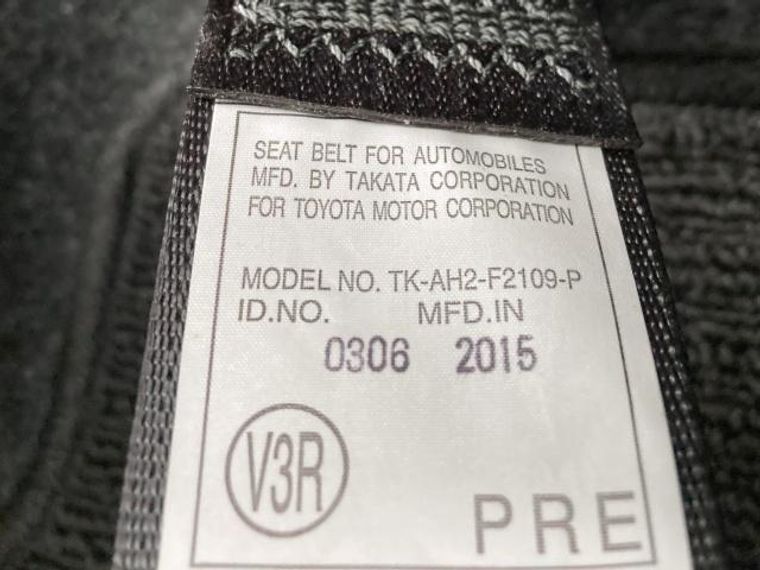 SEAT BELT FOR AUTOMOBILES
MFD. BY TAKATA CORPORATION
FOR TOYOTA MOTOR CORPORATION
MODEL NO. TK-AH2-F2109-P
ID.NO. MFD.IN
0306 2015
V3R
PRE